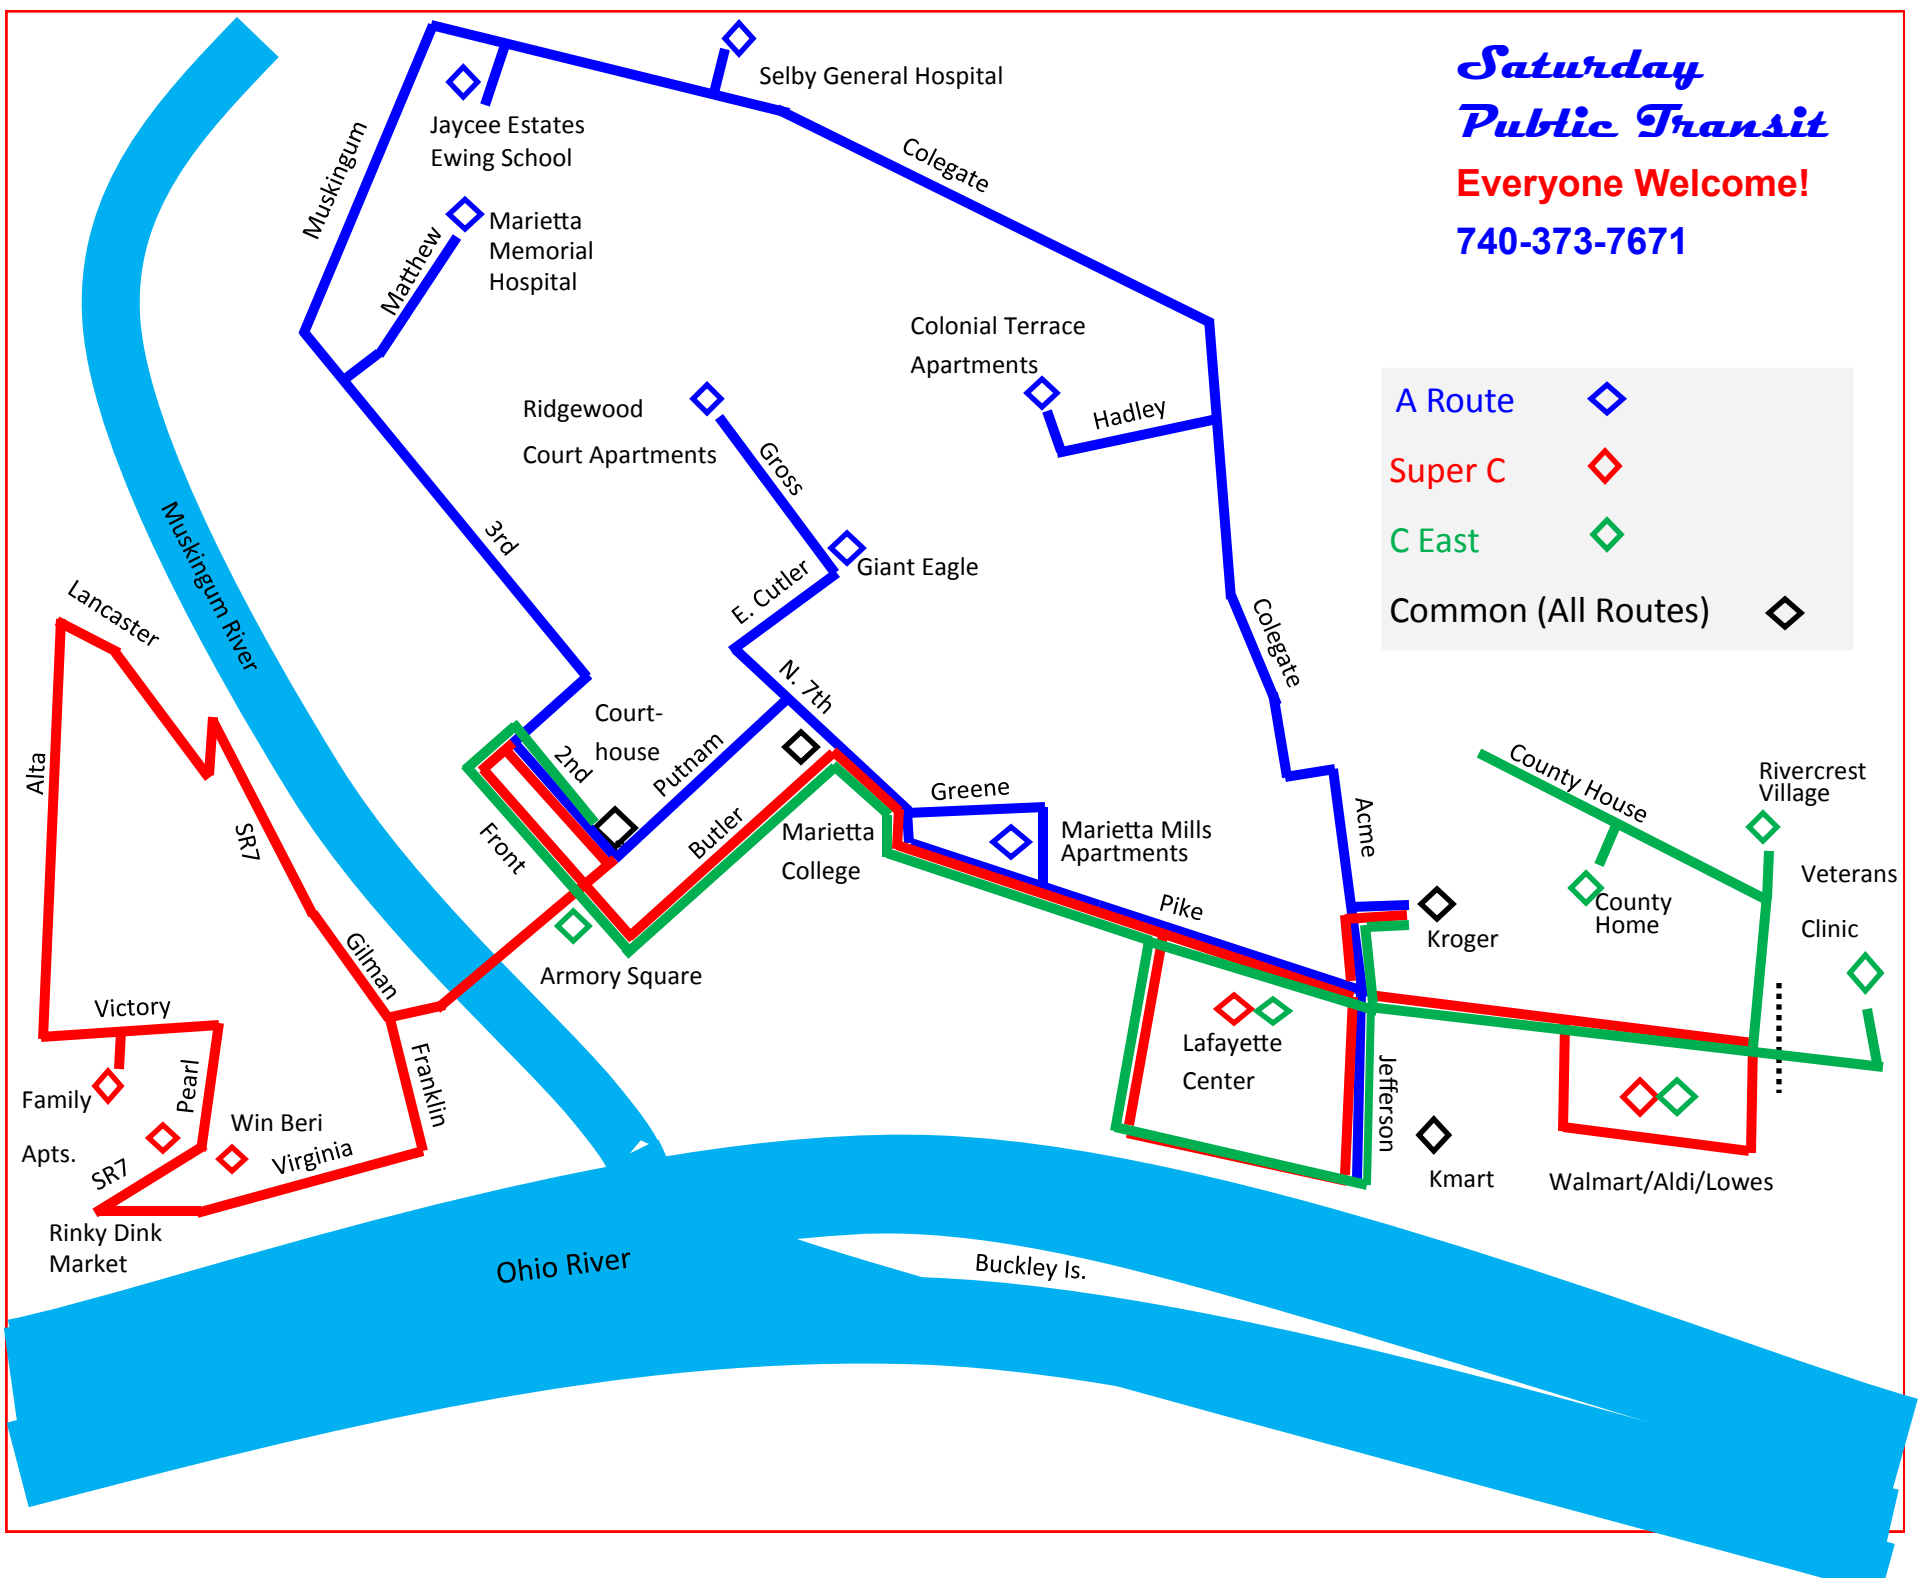 Saturday
Public Transit
Everyone Welcome!
740-373-7671
A Route
Super C
C East
Common (All Routes)
Selby General Hospital
Jaycee Estates
Ewing School
Muskingum
Colegate
Matthew
Marietta
Memorial
Hospital
Colonial Terrace
Apartments
Hadley
Ridgewood
Court Apartments
Gross
3rd
Giant Eagle
E. Cutler
Muskingum River
Lancaster
Colegate
N. 7th
Court-
house
2nd
Putnam
Alta
SR7
Front
Butler
Marietta
College
Greene
Marietta Mills
Apartments
Acme
County House
Rivercrest
Village
Veterans
Clinic
County
Home
Pike
Kroger
Gilman
Armory Square
Victory
Franklin
Lafayette
Center
Jefferson
Family
Apts.
Pearl
Win Beri
SR7
Virginia
Kmart
Walmart/Aldi/Lowes
Rinky Dink
Market
Ohio River
Buckley Is.